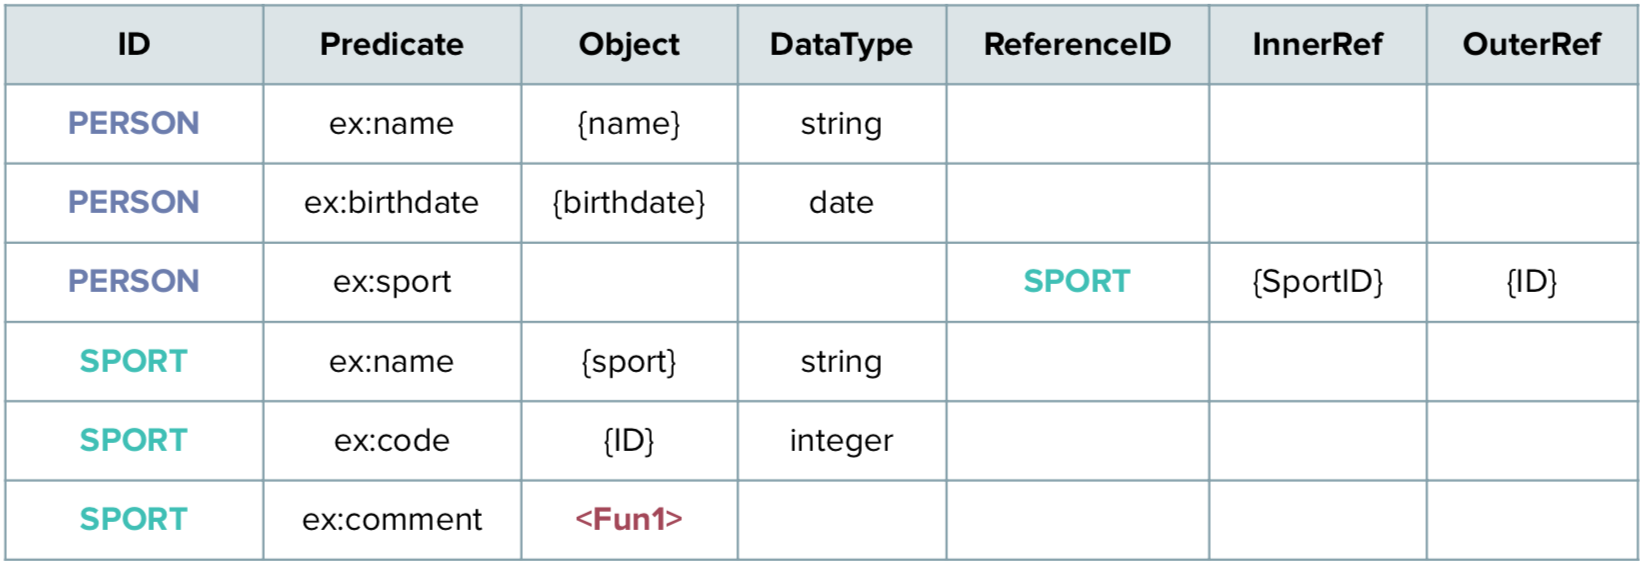 ID Predicate Object DataType ReferenceID InnerRef OuterRef
PERSON ex:name {name} string
PERSON ex:birthdate {birthdate} date
PERSON ex:sport SPORT {SportID} {ID}
SPORT ex:name {sport} string
SPORT ex:code {ID} integer
SPORT ex:comment <Fun1>